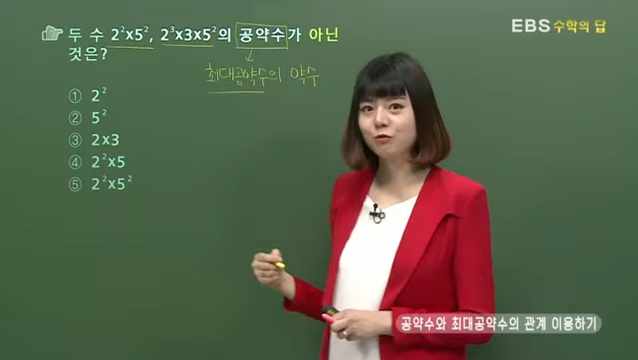 두 수 2²x5², 2³x3x5²의 공약수가 아닌
것은?
EBS 수학의 답
최대공약수의 약수
① 2²
② 5²
③ 2x3
④ 2²x5
⑤ 2²x5²
공약수와 최대공약수의 관계 이용하기